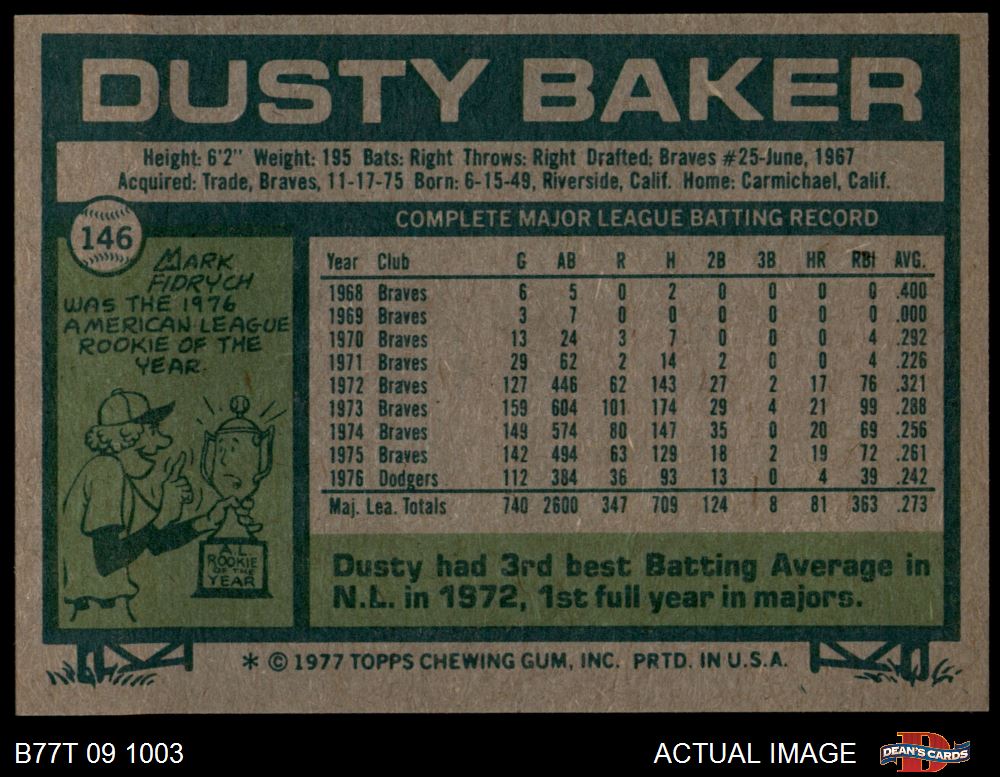 DUSTY BAKER
Height: 6'2" Weight: 195 Bats: Right Throws: Right Drafted: Braves #25-June, 1967
Acquired: Trade, Braves, 11-17-75 Born: 6-15-49, Riverside, Calif. Home: Carmichael, Calif.
146
MARK
FIDRYCH
WAS THE 1976
AMERICAN LEAGUE
ROOKIE OF THE
YEAR.
A.L.
ROOKIE
OF THE
YEAR
COMPLETE MAJOR LEAGUE BATTING RECORD
Year Club G AB R H 2B 3B HR RBI AVG.
1968 Braves 6 5 0 2 0 0 0 0 .400
1969 Braves 3 7 0 0 0 0 0 0 .000
1970 Braves 13 24 3 7 0 0 0 4 .292
1971 Braves 29 62 2 14 2 0 0 4 .226
1972 Braves 127 446 62 143 27 2 17 76 .321
1973 Braves 159 604 101 174 29 4 21 99 .288
1974 Braves 149 574 80 147 35 0 20 69 .256
1975 Braves 142 494 63 129 18 2 19 72 .261
1976 Dodgers 112 384 36 93 13 0 4 39 .242
Maj. Lea. Totals 740 2600 347 709 124 8 81 363 .273
Dusty had 3rd best Batting Average in
N.L. in 1972, 1st full year in majors.
* © 1977 TOPPS CHEWING GUM, INC. PRTD. IN U.S.A.
B77T 09 1003
ACTUAL IMAGE
D
DEAN'S CARDS